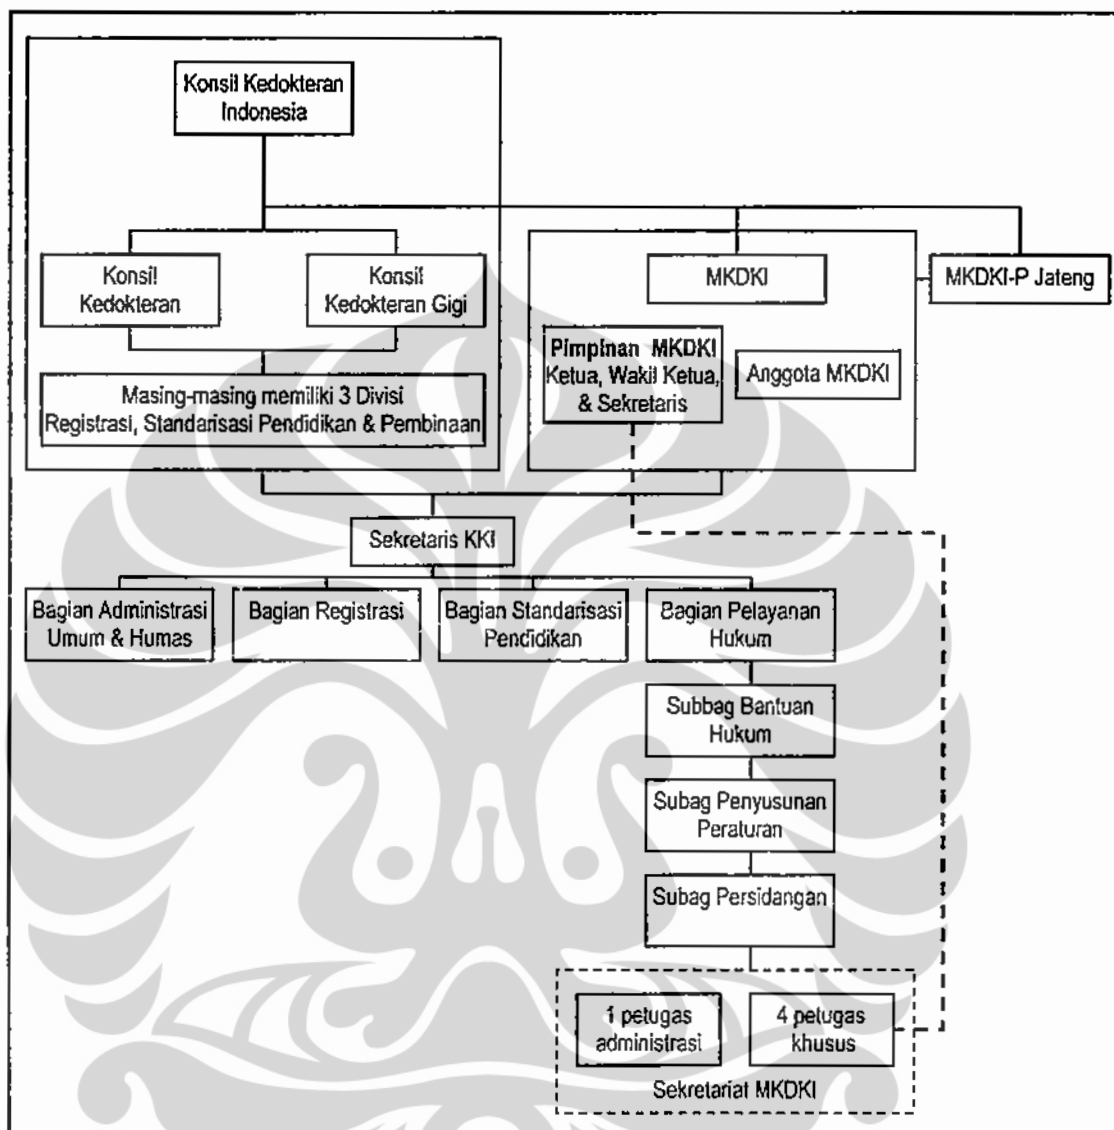 Konsil Kedokteran
Indonesia
Konsil
Kedokteran
Konsil
Kedokteran Gigi
MKDKI
MKDKI-P Jateng
Pimpinan MKDKI
Ketua, Wakil Ketua,
& Sekretaris
Anggota MKDKI
Masing-masing memiliki 3 Divisi
Registrasi, Standarisasi Pendidikan & Pembinaan
Sekretaris KKI
Bagian Administrasi
Umum & Humas
Bagian Registrasi
Bagian Standarisasi
Pendidikan
Bagian Pelayanan
Hukum
Subbag Bantuan
Hukum
Subag Penyusunan
Peraturan
Subag Persidangan
1 petugas
administrasi
4 petugas
khusus
Sekretariat MKDKI